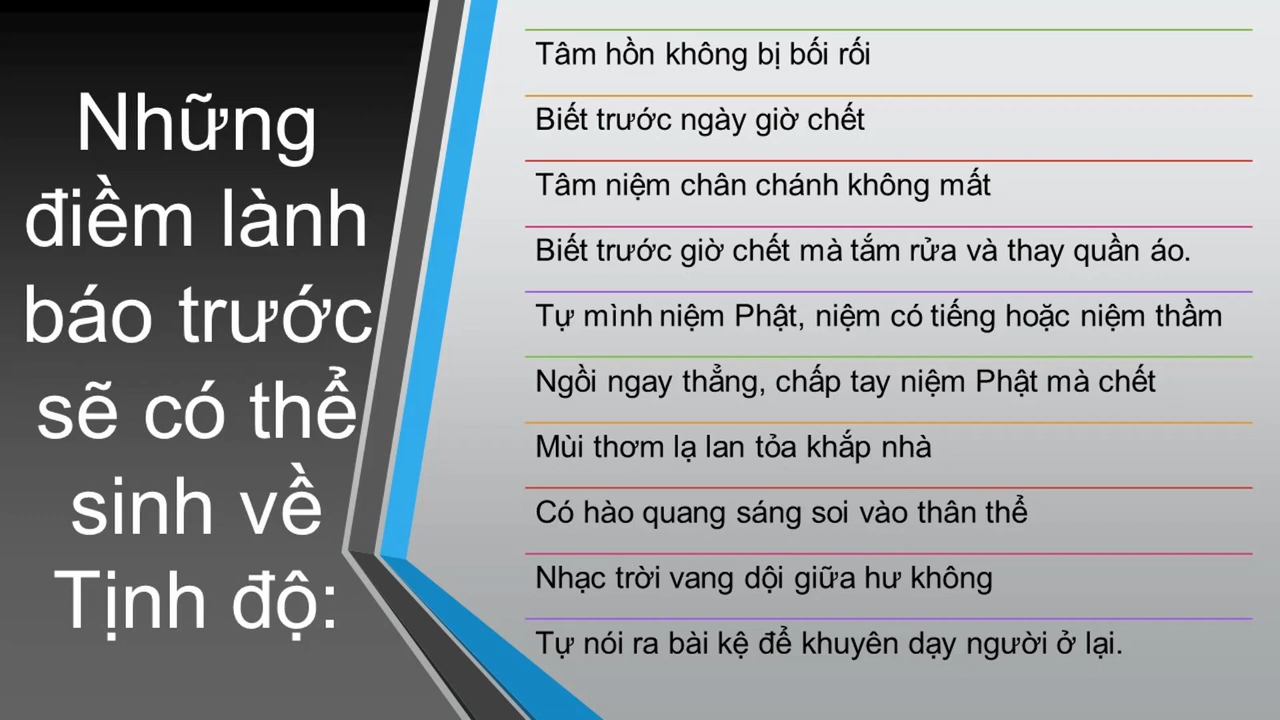 Những
điềm lành
báo trước
sẽ có thể
sinh về
Tịnh độ:
Tâm hồn không bị bối rối
Biết trước ngày giờ chết
Tâm niệm chân chánh không mất
Biết trước giờ chết mà tắm rửa và thay quần áo.
Tự mình niệm Phật, niệm có tiếng hoặc niệm thầm
Ngồi ngay thẳng, chấp tay niệm Phật mà chết
Mùi thơm lạ lan tỏa khắp nhà
Có hào quang sáng soi vào thân thể
Nhạc trời vang dội giữa hư không
Tự nói ra bài kệ để khuyên dạy người ở lại.